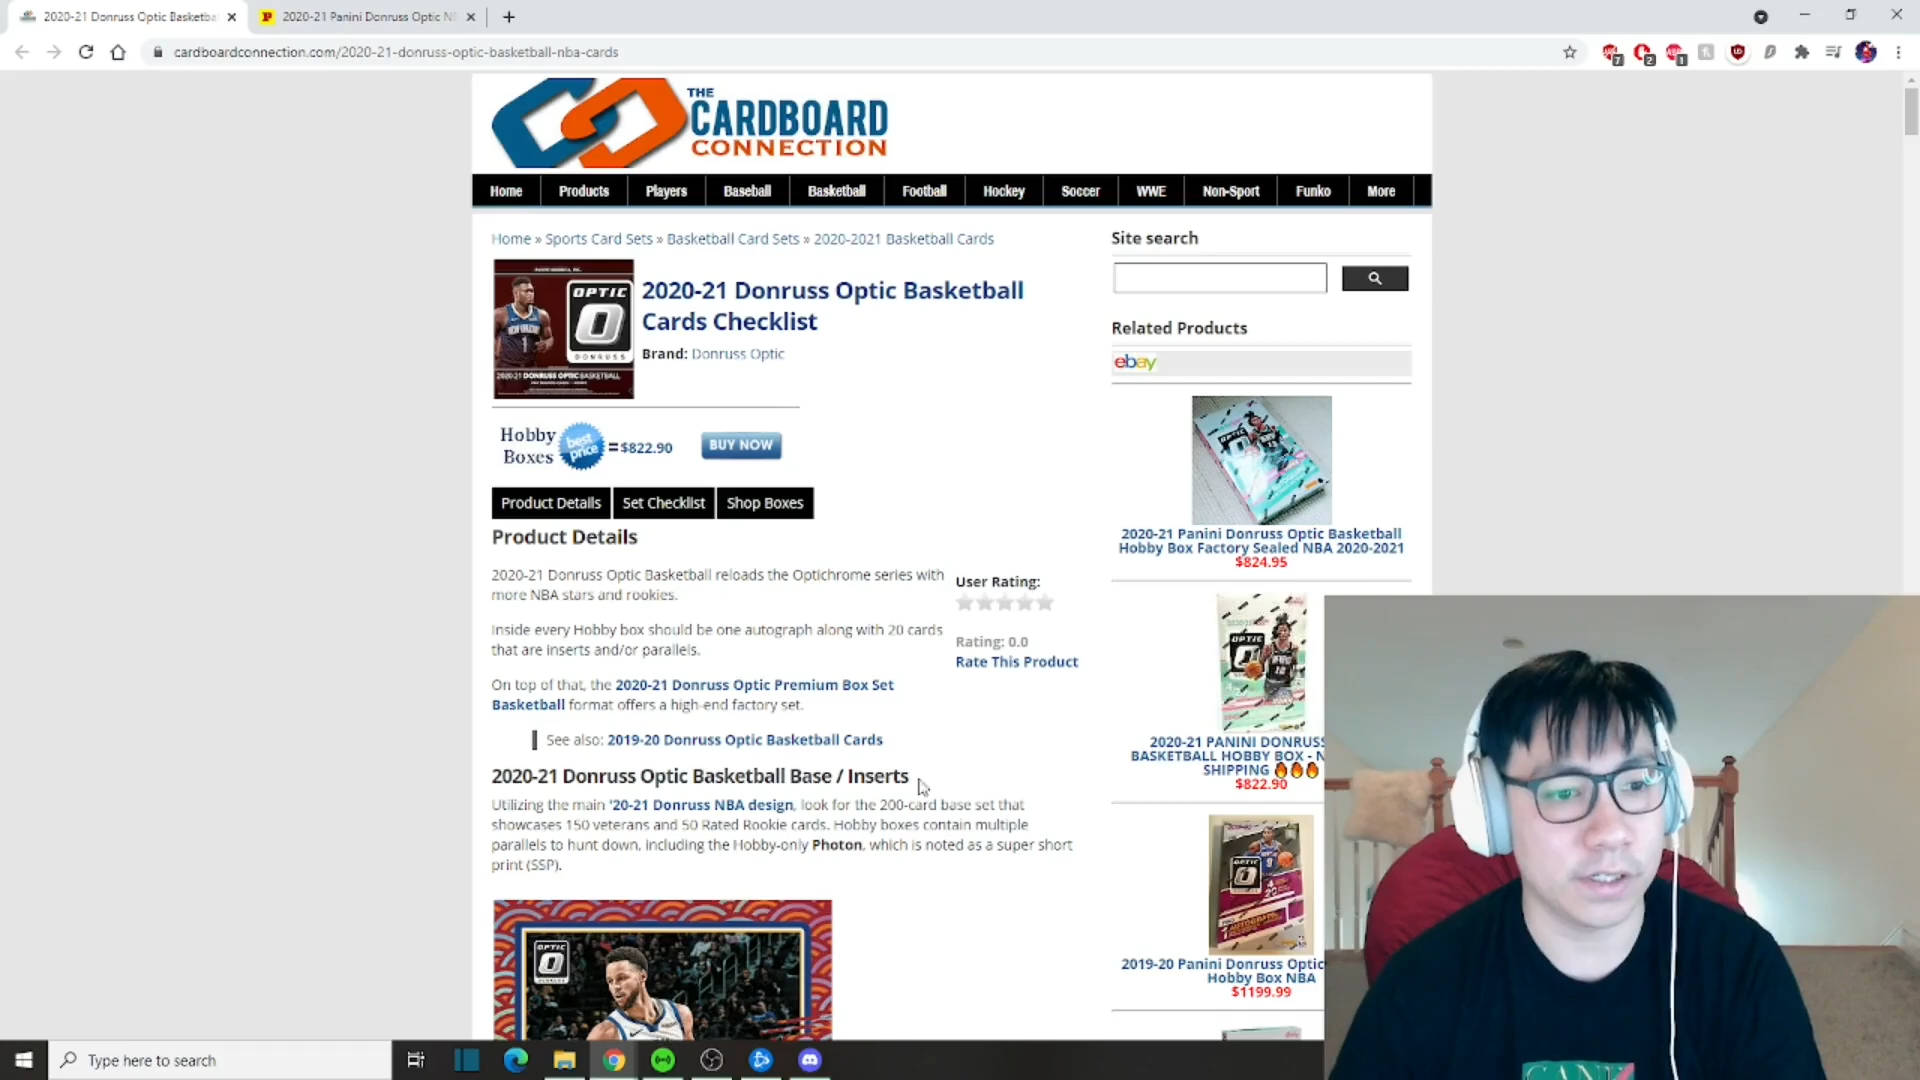 2020-21 Donruss Optic Basketba
2020-21 Panini Donruss Optic N
cardboardconnection.com/2020-21-donruss-optic-basketball-nba-cards
7
2
1
THE
CARDBOARD
CONNECTION
Home Products Players Baseball Basketball Football Hockey Soccer WWE Non-Sport Funko More
Home » Sports Card Sets » Basketball Card Sets » 2020-2021 Basketball Cards
OPTIC
DONRUSS
2020-21 Donruss Optic Basketball
Cards Checklist
Brand: Donruss Optic
Hobby
Boxes
best
price
=$822.90
BUY NOW
Product Details Set Checklist Shop Boxes
Product Details
2020-21 Donruss Optic Basketball reloads the Optichrome series with
more NBA stars and rookies.
Inside every Hobby box should be one autograph along with 20 cards
that are inserts and/or parallels.
On top of that, the 2020-21 Donruss Optic Premium Box Set
Basketball format offers a high-end factory set.
See also: 2019-20 Donruss Optic Basketball Cards
User Rating:
Rating: 0.0
Rate This Product
2020-21 Donruss Optic Basketball Base / Inserts
Utilizing the main '20-21 Donruss NBA design, look for the 200-card base set that
showcases 150 veterans and 50 Rated Rookie cards. Hobby boxes contain multiple
parallels to hunt down, including the Hobby-only Photon, which is noted as a super short
print (SSP).
OPTIC
DONRUSS
Site search
Related Products
ebay
OPTIC
2020-21 Panini Donruss Optic Basketball
Hobby Box Factory Sealed NBA 2020-2021
$824.95
OPTIC
2020-21 PANINI DONRUSS
BASKETBALL HOBBY BOX - N
SHIPPING 🔥🔥🔥
$822.90
OPTIC
2019-20 Panini Donruss Optic
Hobby Box NBA
$1199.99
Type here to search